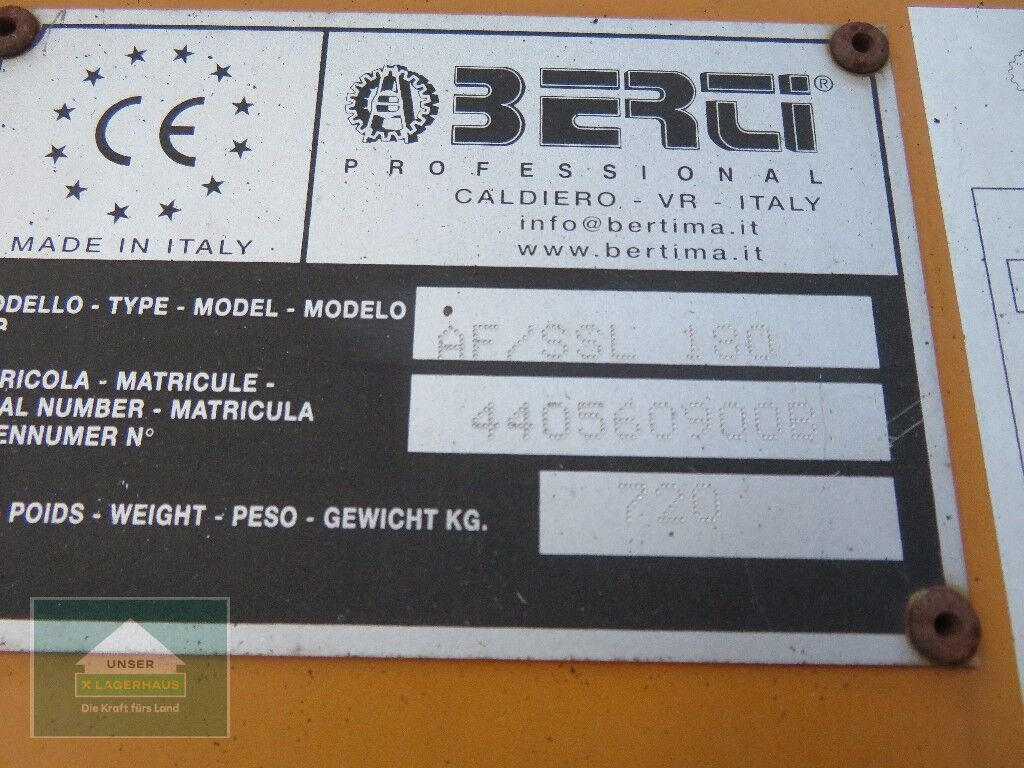 CE
MADE IN ITALY
BERTI®
PROFESSIONAL
CALDIERO - VR - ITALY
info@bertima.it
www.bertima.it
ODELLO - TYPE - MODEL - MODELO
AF/SSL 180
RICOLA - MATRICULE -
AL NUMBER - MATRICULA
ENNUMER N°
440560900B
POIDS - WEIGHT - PESO - GEWICHT KG.
720
UNSER
X LAGERHAUS
Die Kraft fürs Land